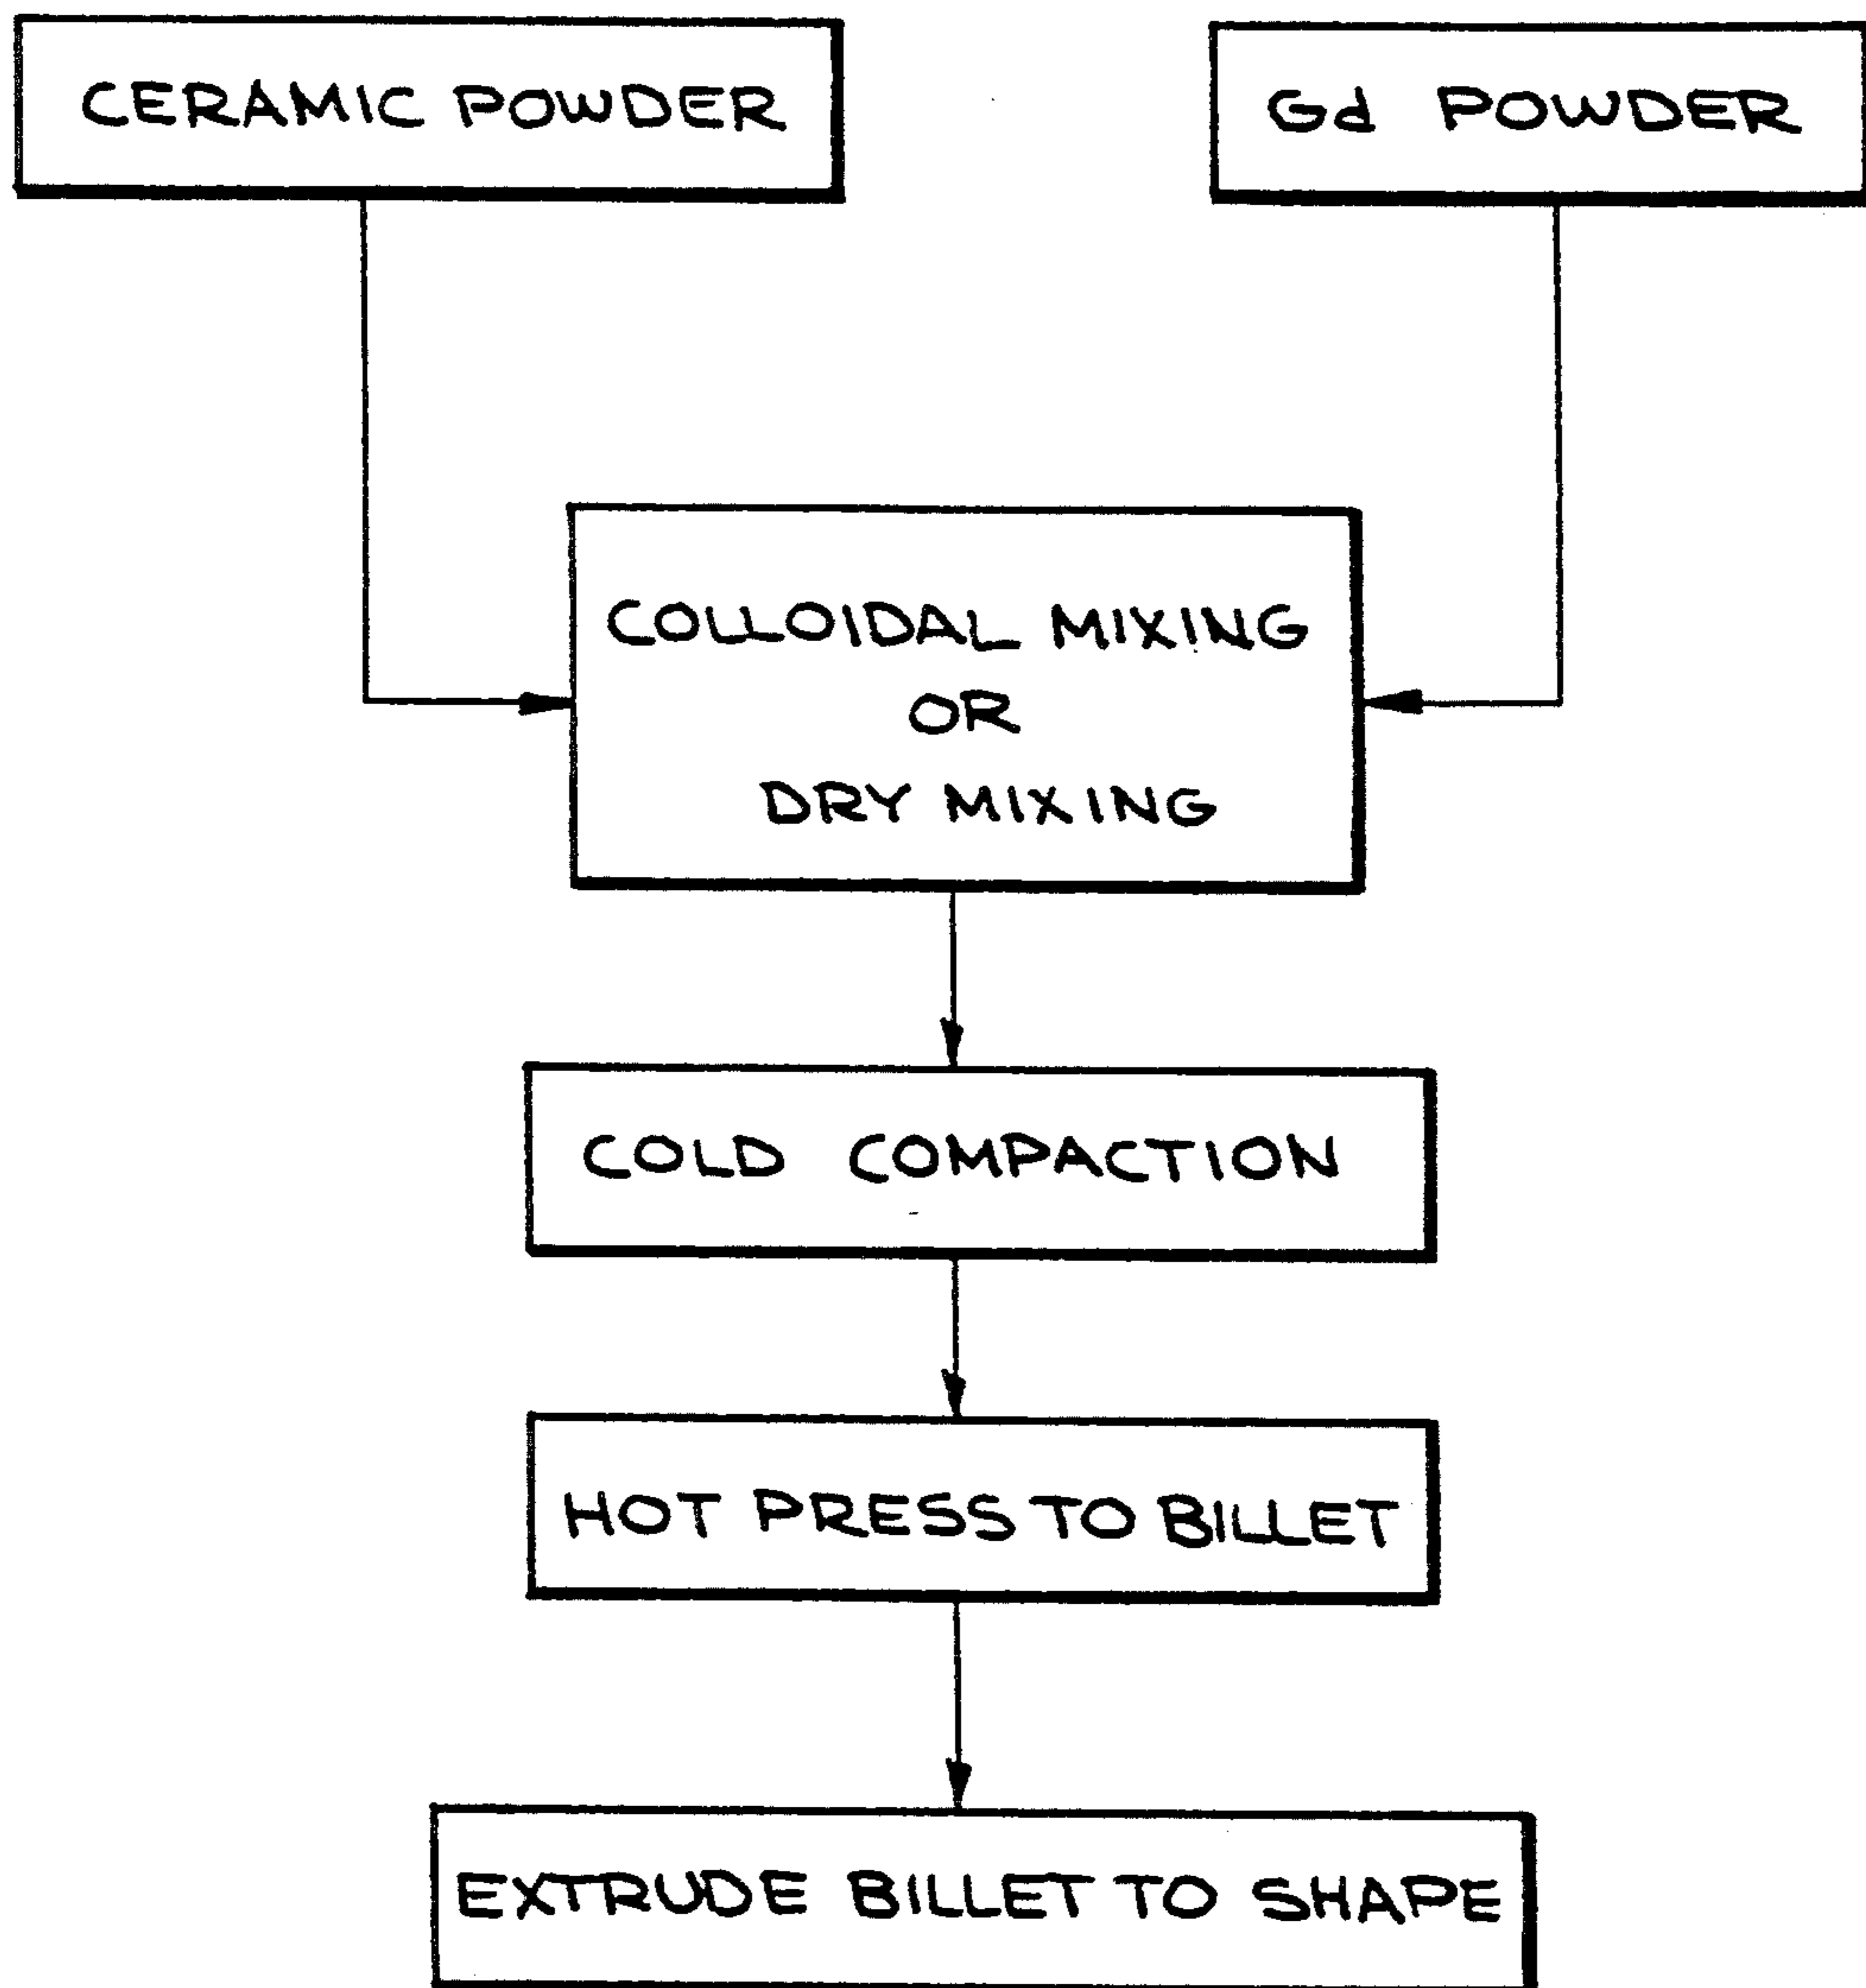 CERAMIC POWDER
Gd POWDER
COLLOIDAL MIXING
OR
DRY MIXING
COLD COMPACTION
HOT PRESS TO BILLET
EXTRUDE BILLET TO SHAPE